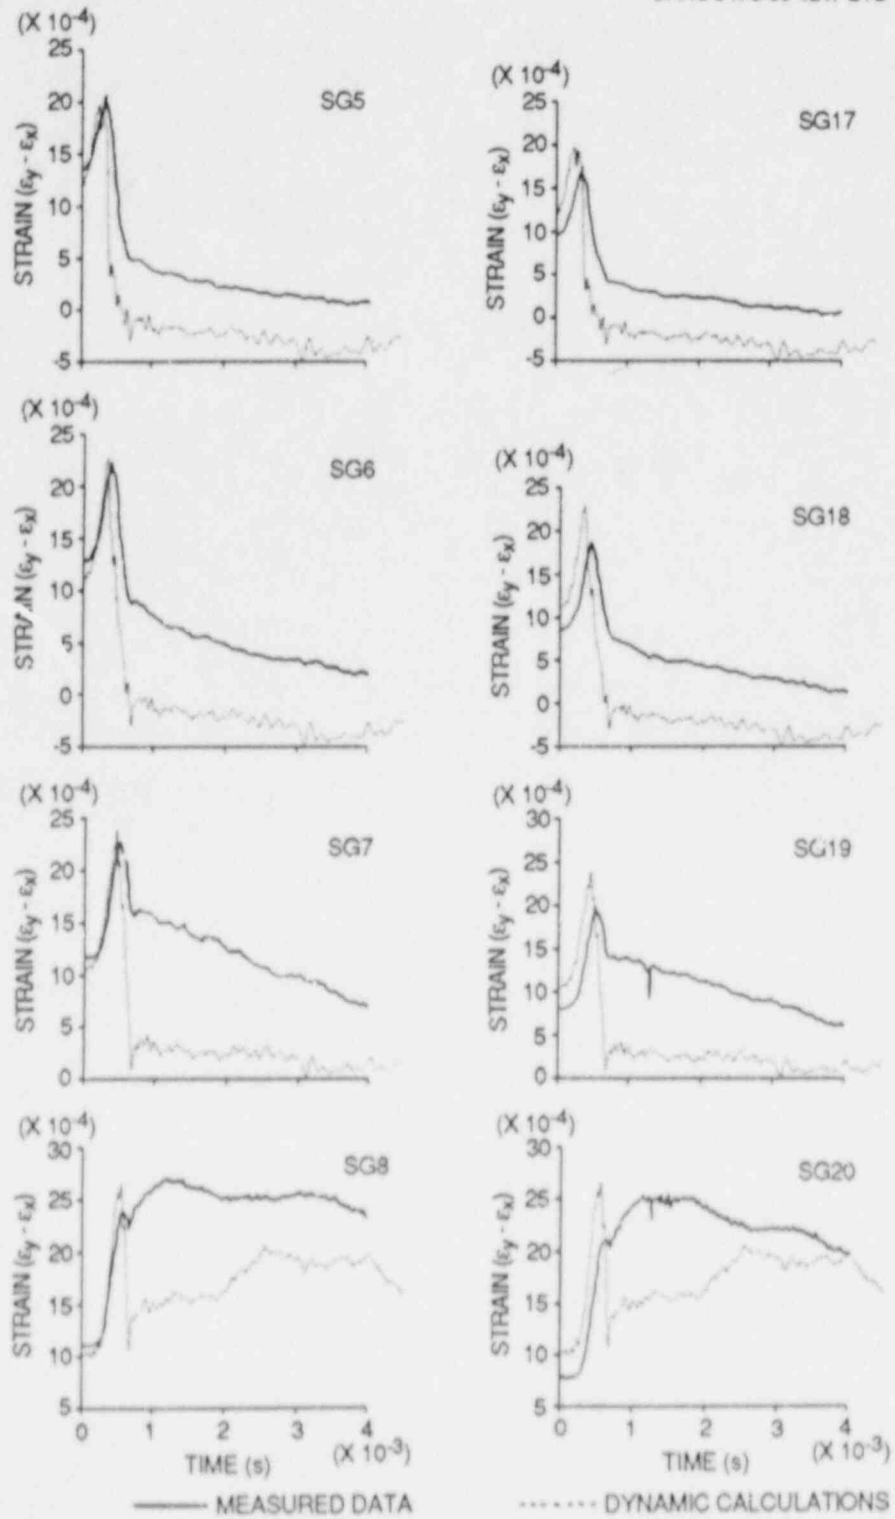 (X 10⁻⁴)
25
20
15
10
5
0
-5
STRAIN (εy - εx)
SG5
(X 10⁻⁴)
25
20
15
10
5
0
-5
STRAIN (εy - εx)
SG17
(X 10⁻⁴)
25
20
15
10
5
0
-5
(εy - εx)
SG6
(X 10⁻⁴)
25
20
15
10
5
0
-5
STRAIN (εy - εx)
SG18
(X 10⁻⁴)
25
20
15
10
5
0
STRAIN (εy - εx)
SG7
(X 10⁻⁴)
30
25
20
15
10
5
0
STRAIN (εy - εx)
SG19
(X 10⁻⁴)
30
25
20
15
10
5
STRAIN (εy - εx)
SG8
0 1 2 3 4
TIME (s) (X 10⁻³)
(X 10⁻⁴)
30
25
20
15
10
5
STRAIN (εy - εx)
SG20
0 1 2 3 4
TIME (s) (X 10⁻³)
MEASURED DATA
DYNAMIC CALCULATIONS